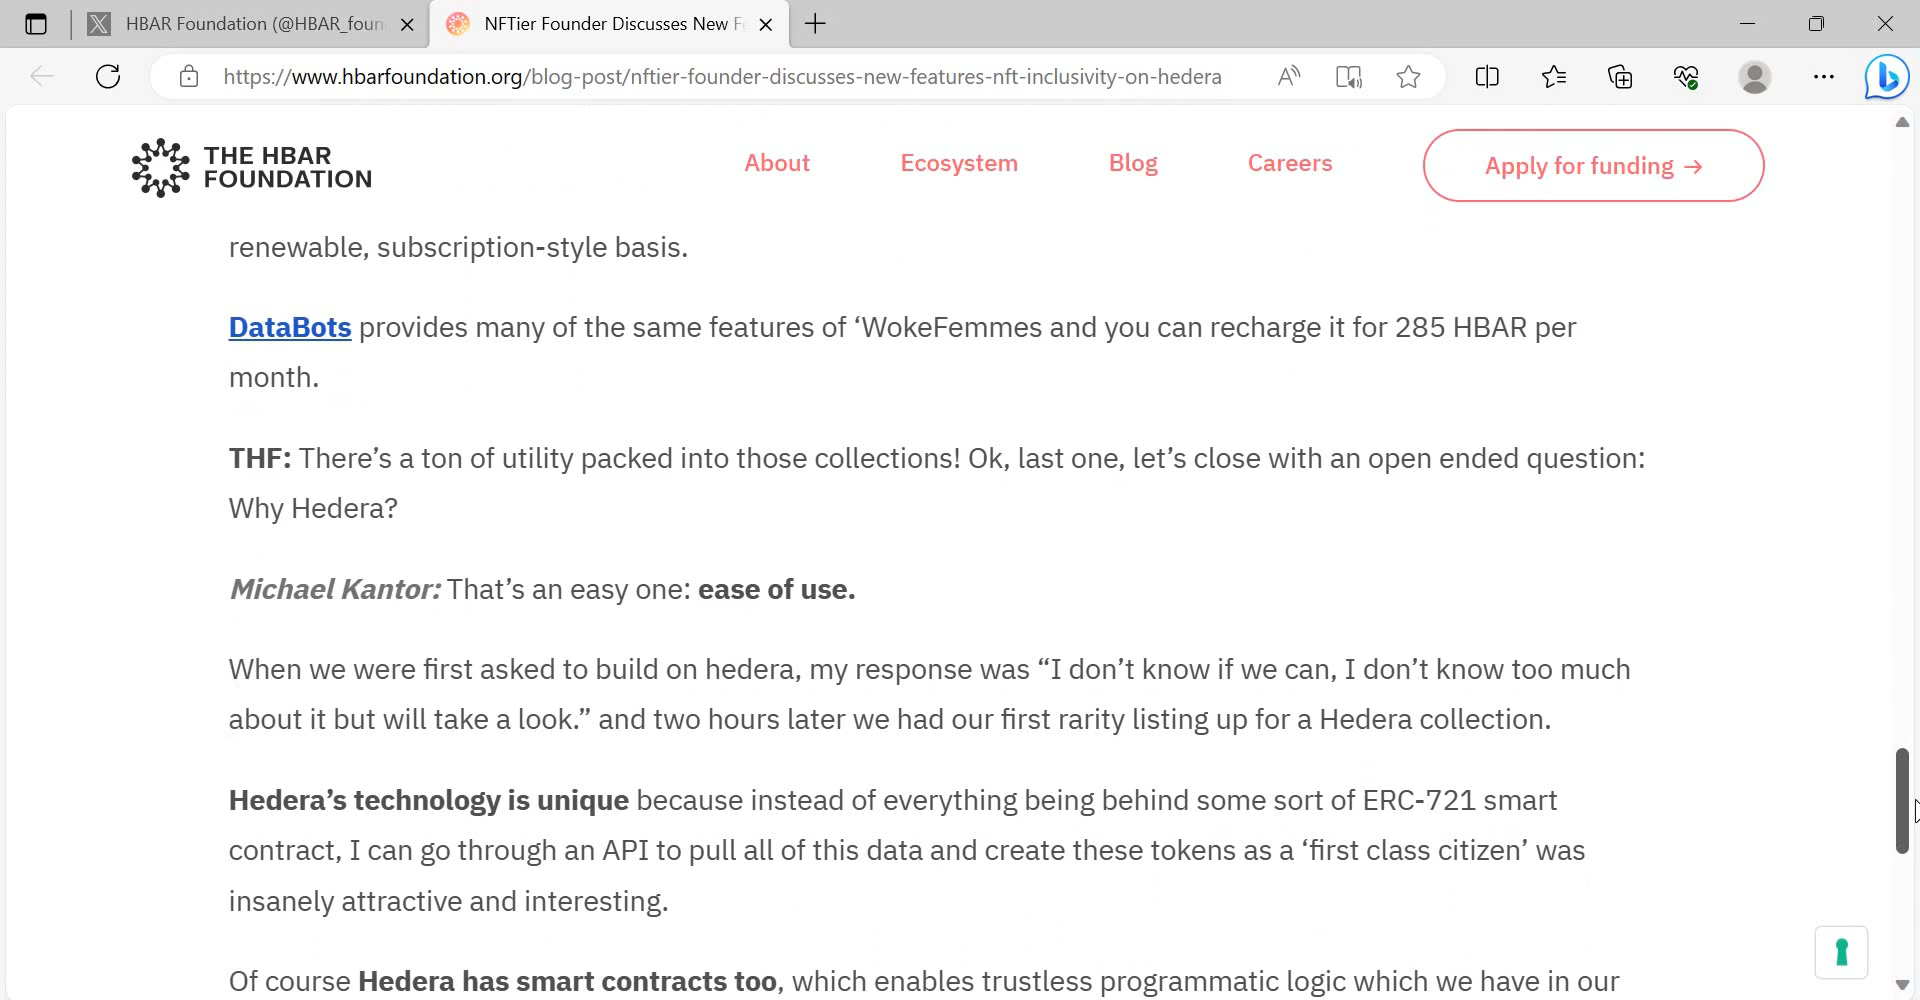 HBAR Foundation (@HBAR_foun
NFTier Founder Discusses New Fe
https://www.hbarfoundation.org/blog-post/nftier-founder-discusses-new-features-nft-inclusivity-on-hedera
THE HBAR
FOUNDATION
About
Ecosystem
Blog
Careers
Apply for funding →
renewable, subscription-style basis.
DataBots provides many of the same features of ‘WokeFemmes and you can recharge it for 285 HBAR per
month.
THF: There’s a ton of utility packed into those collections! Ok, last one, let’s close with an open ended question:
Why Hedera?
Michael Kantor: That’s an easy one: ease of use.
When we were first asked to build on hedera, my response was “I don’t know if we can, I don’t know too much
about it but will take a look.” and two hours later we had our first rarity listing up for a Hedera collection.
Hedera’s technology is unique because instead of everything being behind some sort of ERC-721 smart
contract, I can go through an API to pull all of this data and create these tokens as a ‘first class citizen’ was
insanely attractive and interesting.
Of course Hedera has smart contracts too, which enables trustless programmatic logic which we have in our